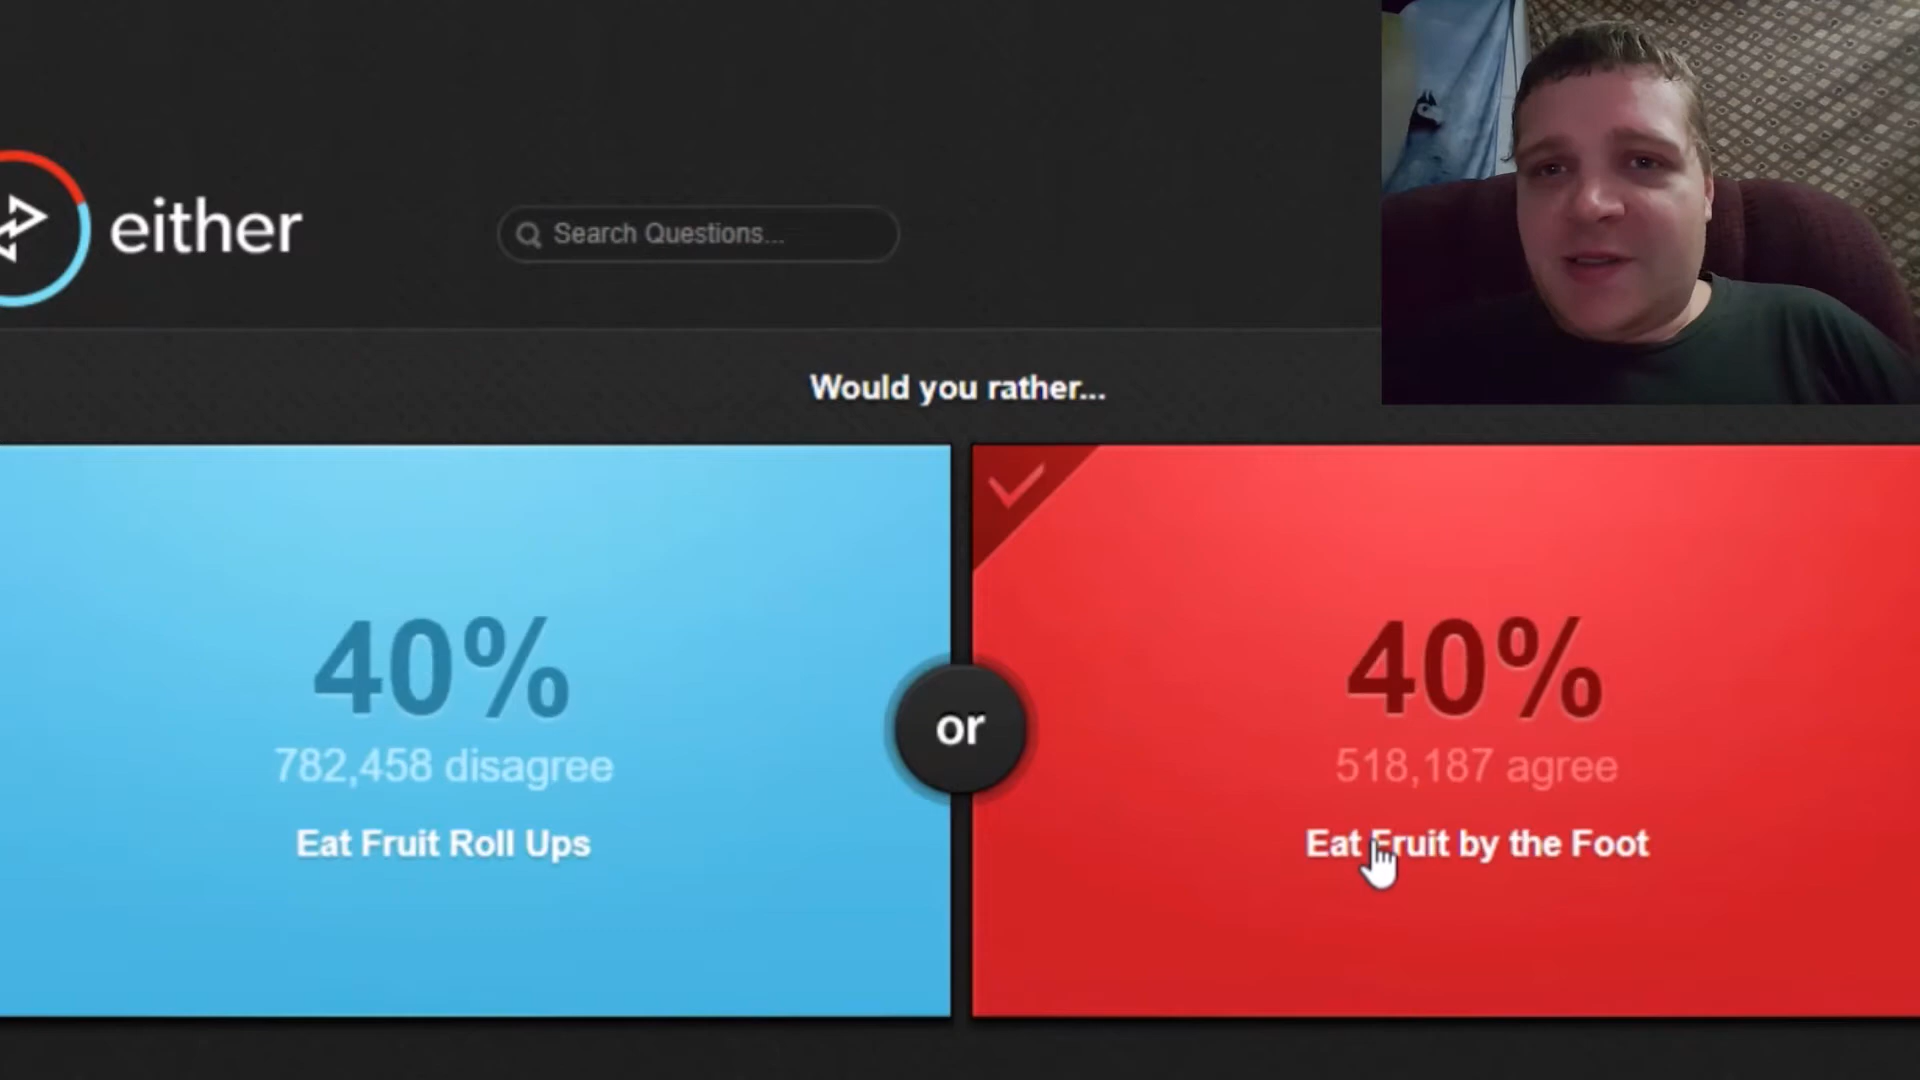 either
Search Questions...
Would you rather...
40%
782,458 disagree
Eat Fruit Roll Ups
or
40%
518,187 agree
Eat Fruit by the Foot